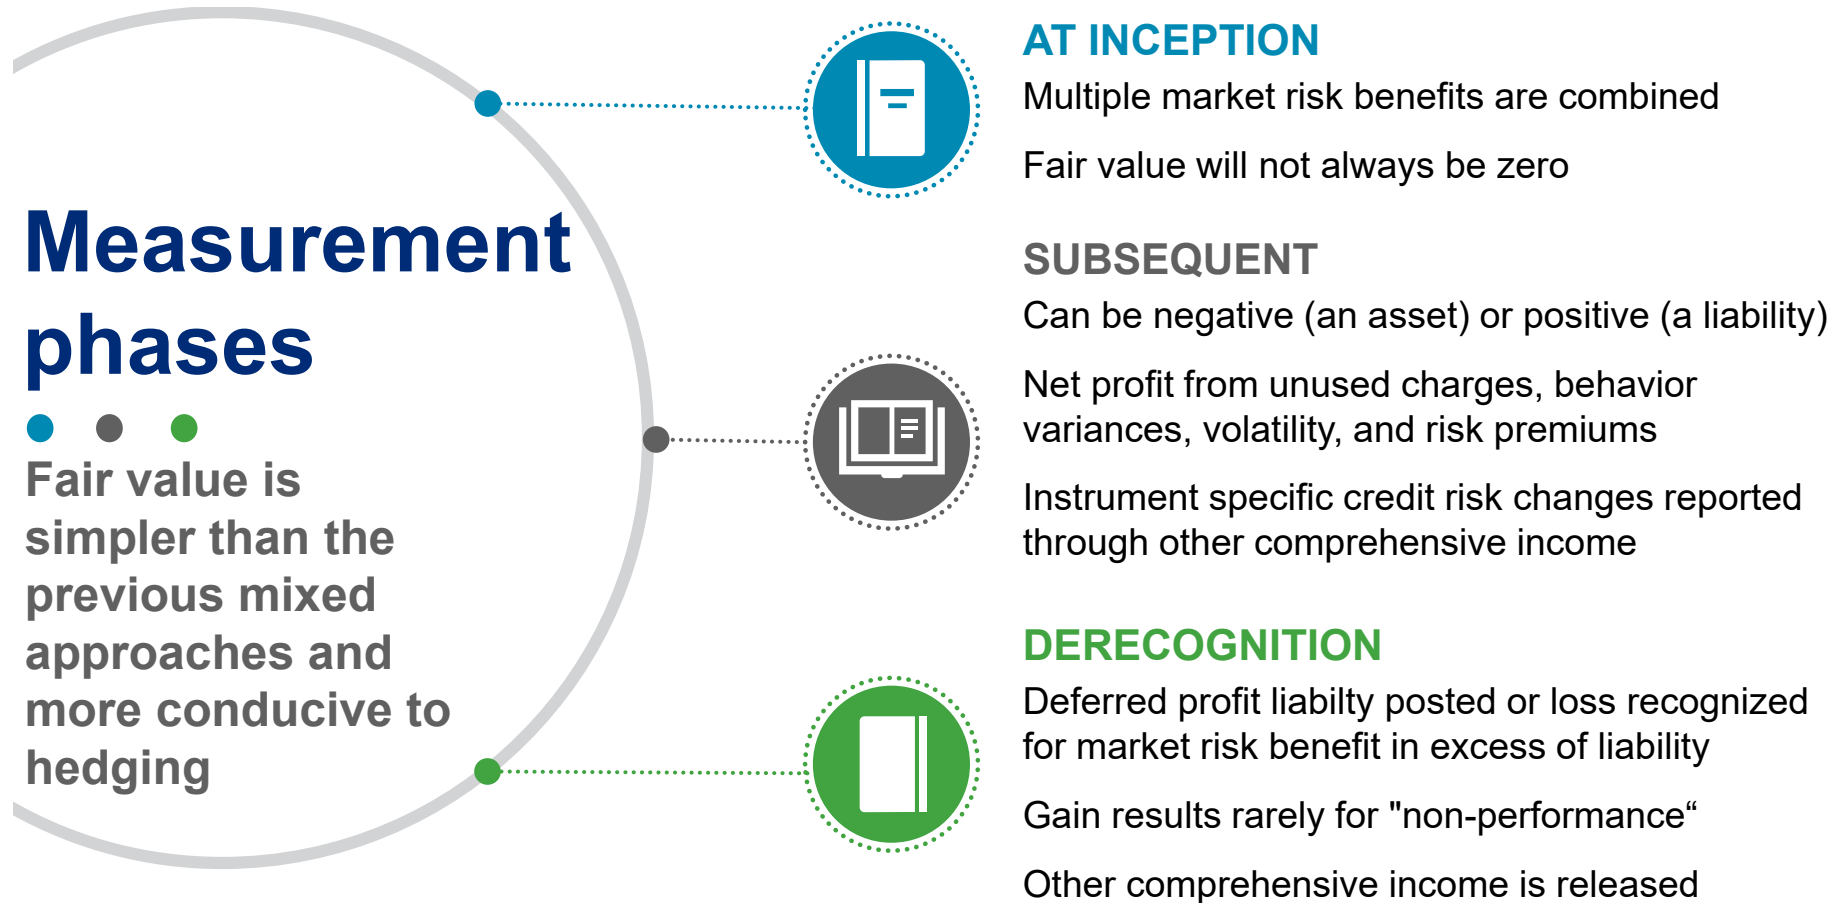 Measurement
phases
Fair value is
simpler than the
previous mixed
approaches and
more conducive to
hedging
AT INCEPTION
Multiple market risk benefits are combined
Fair value will not always be zero
SUBSEQUENT
Can be negative (an asset) or positive (a liability)
Net profit from unused charges, behavior
variances, volatility, and risk premiums
Instrument specific credit risk changes reported
through other comprehensive income
DERECOGNITION
Deferred profit liabilty posted or loss recognized
for market risk benefit in excess of liability
Gain results rarely for "non-performance“
Other comprehensive income is released